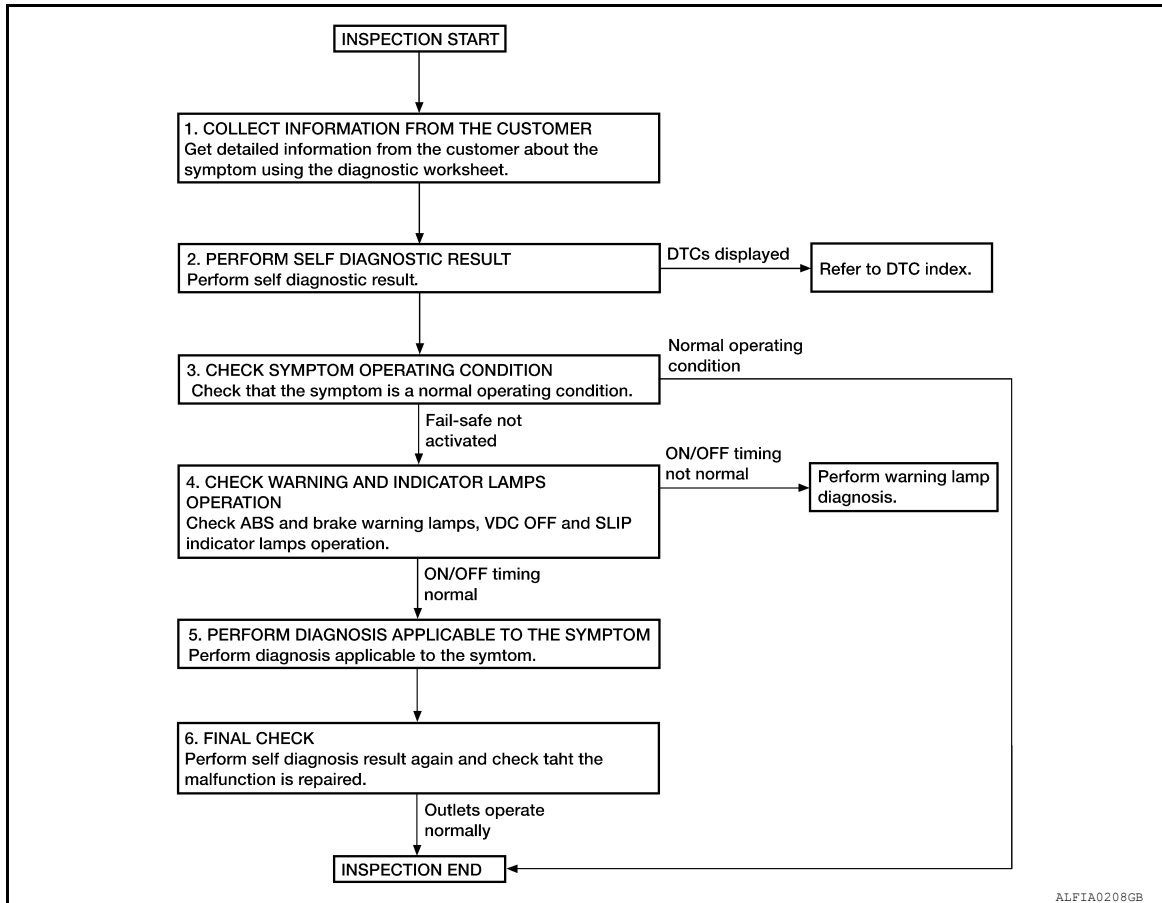 INSPECTION START
1. COLLECT INFORMATION FROM THE CUSTOMER
Get detailed information from the customer about the
symptom using the diagnostic worksheet.
2. PERFORM SELF DIAGNOSTIC RESULT
Perform self diagnostic result.
DTCs displayed
Refer to DTC index.
3. CHECK SYMPTOM OPERATING CONDITION
Check that the symptom is a normal operating condition.
Normal operating
condition
Fail-safe not
activated
4. CHECK WARNING AND INDICATOR LAMPS
OPERATION
Check ABS and brake warning lamps, VDC OFF and SLIP
indicator lamps operation.
ON/OFF timing
not normal
Perform warning lamp
diagnosis.
ON/OFF timing
normal
5. PERFORM DIAGNOSIS APPLICABLE TO THE SYMPTOM
Perform diagnosis applicable to the symtom.
6. FINAL CHECK
Perform self diagnosis result again and check taht the
malfunction is repaired.
Outlets operate
normally
INSPECTION END
ALFIA0208GB